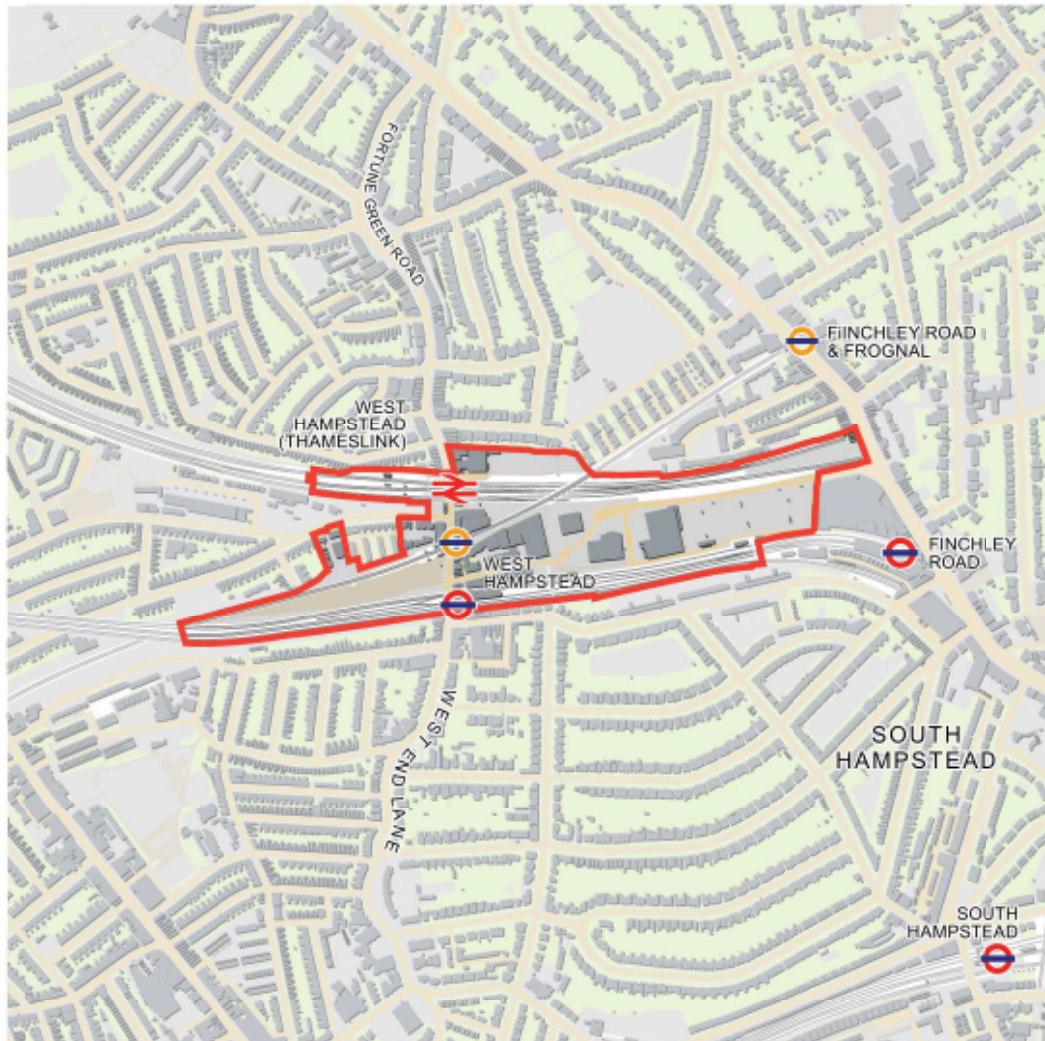 FORTUNE GREEN ROAD
FIINCHLEY ROAD
& FROGNAL
WEST
HAMPSTEAD
(THAMESLINK)
FINCHLEY
ROAD
WEST
HAMPSTEAD
WEST END LANE
SOUTH
HAMPSTEAD
SOUTH
HAMPSTEAD